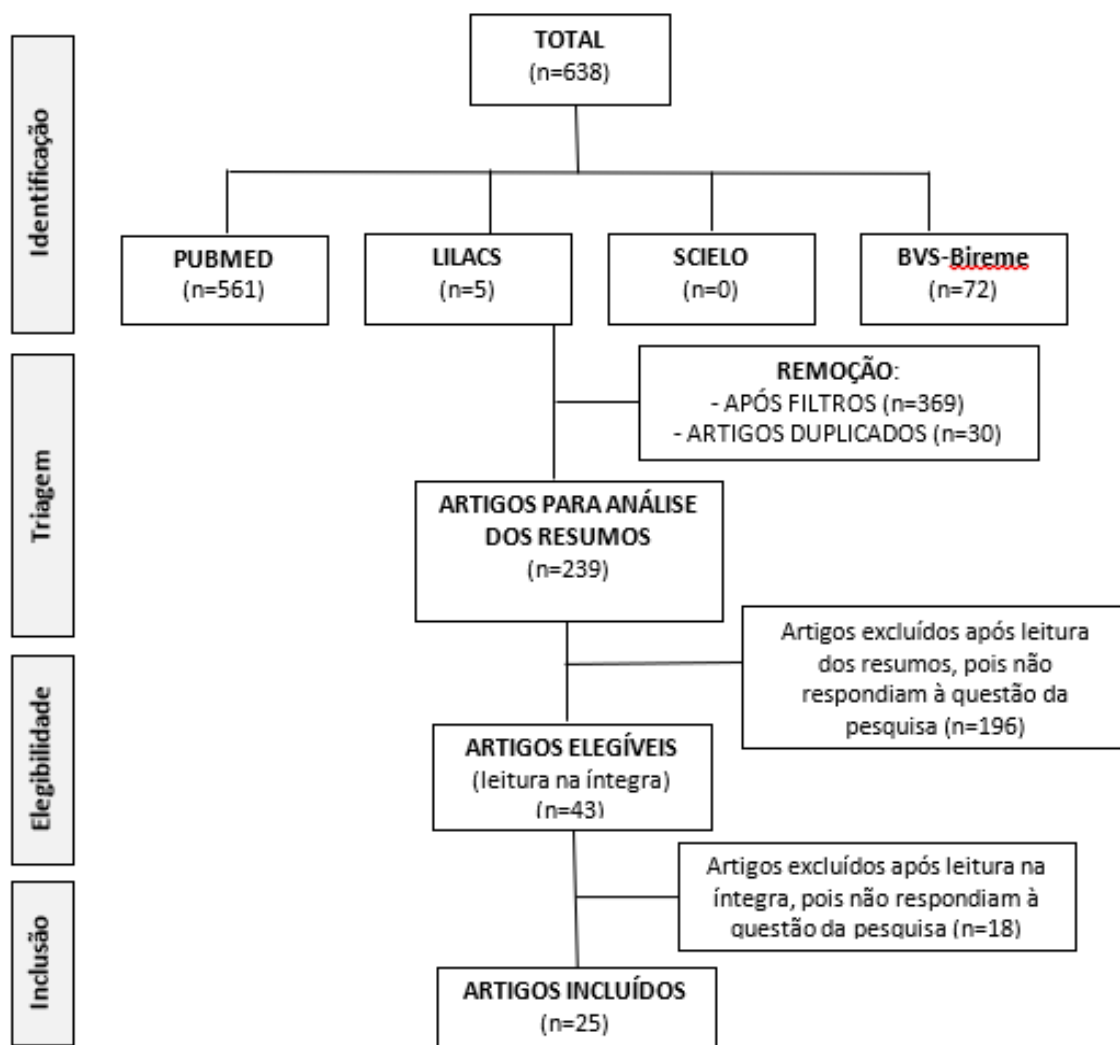 Identificação
TOTAL
(n=638)
PUBMED
(n=561)
LILACS
(n=5)
SCIELO
(n=0)
BVS-Bireme
(n=72)
Triagem
REMOÇÃO:
- APÓS FILTROS (n=369)
- ARTIGOS DUPLICADOS (n=30)
ARTIGOS PARA ANÁLISE
DOS RESUMOS
(n=239)
Artigos excluídos após leitura
dos resumos, pois não
respondiam à questão da
pesquisa (n=196)
Elegibilidade
ARTIGOS ELEGÍVEIS
(leitura na íntegra)
(n=43)
Artigos excluídos após leitura na
íntegra, pois não respondiam à
questão da pesquisa (n=18)
Inclusão
ARTIGOS INCLUÍDOS
(n=25)